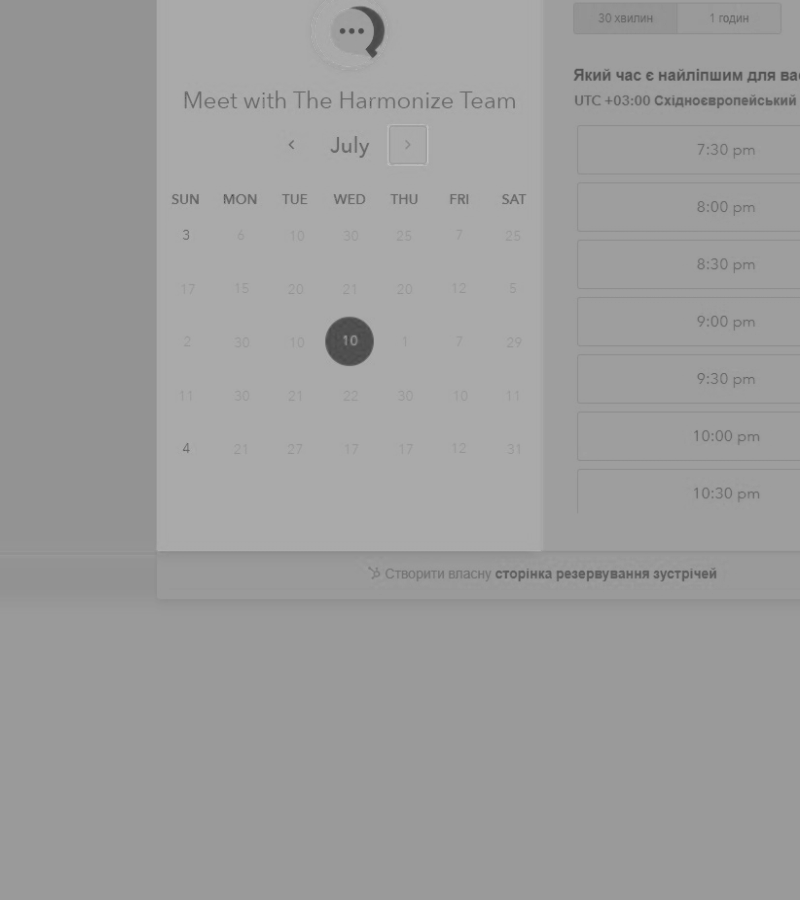 Meet with The Harmonize Team
July
SUN MON TUE WED THU FRI SAT
3 6 10 30 25 7 25
17 15 20 21 20 12 5
2 30 10 10 1 7 29
11 30 21 22 30 10 11
4 21 27 17 17 12 31
30 хвилин 1 годин
Який час є найліпшим для вас
UTC +03:00 Східноєвропейський
7:30 pm
8:00 pm
8:30 pm
9:00 pm
9:30 pm
10:00 pm
10:30 pm
Створити власну сторінка резервування зустрічей